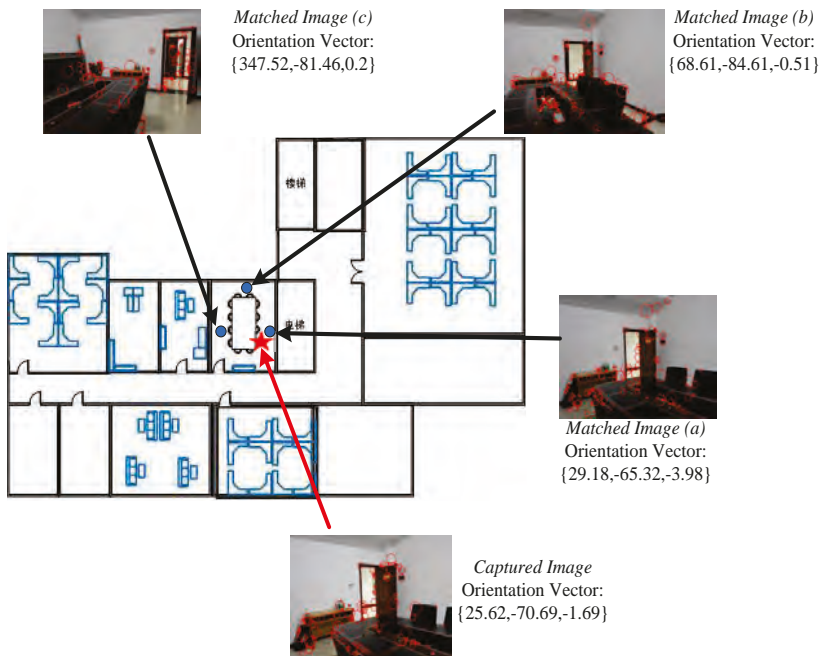 Matched Image (c)
Orientation Vector:
{347.52,-81.46,0.2}
Matched Image (b)
Orientation Vector:
{68.61,-84.61,-0.51}
楼梯
电梯
Matched Image (a)
Orientation Vector:
{29.18,-65.32,-3.98}
Captured Image
Orientation Vector:
{25.62,-70.69,-1.69}